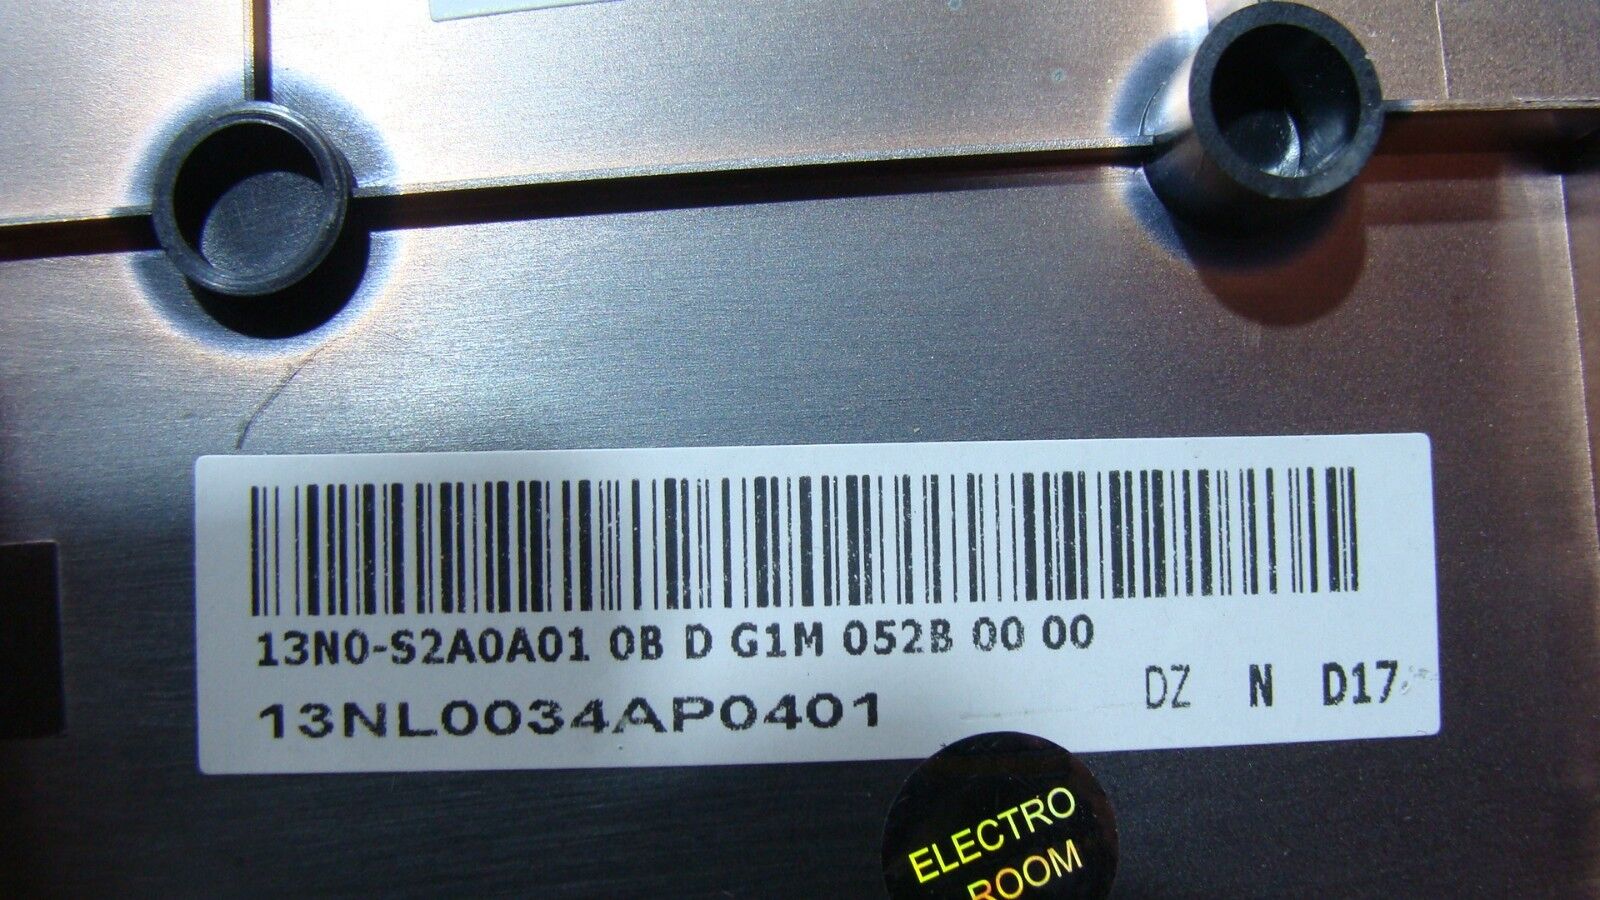 13N0-S2A0A01 0B D G1M 052B 00 00
13NL0034AP0401
DZ N D17
ELECTRO
ROOM